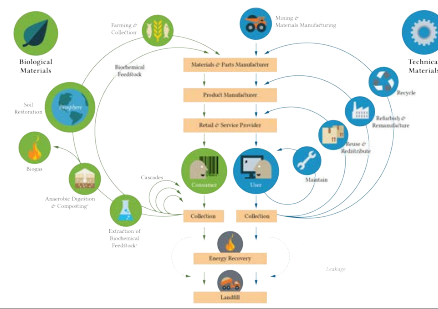 Biological
Materials
Farming &
Collection
Mining &
Materials Manufacturing
Technical
Materials
Biochemical
Feedstock
Materials & Parts Manufacturer
Product Manufacturer
Retail & Service Provider
Recycle
Refurbish &
Remanufacture
Reuse &
Redistribute
Maintain
Soil
Restoration
Biosphere
Biogas
Anaerobic Digestion
& Composting
Extraction of
Biochemical
Feedstock
Cascades
Consumer
User
Collection
Collection
Energy Recovery
Leakage
Landfill